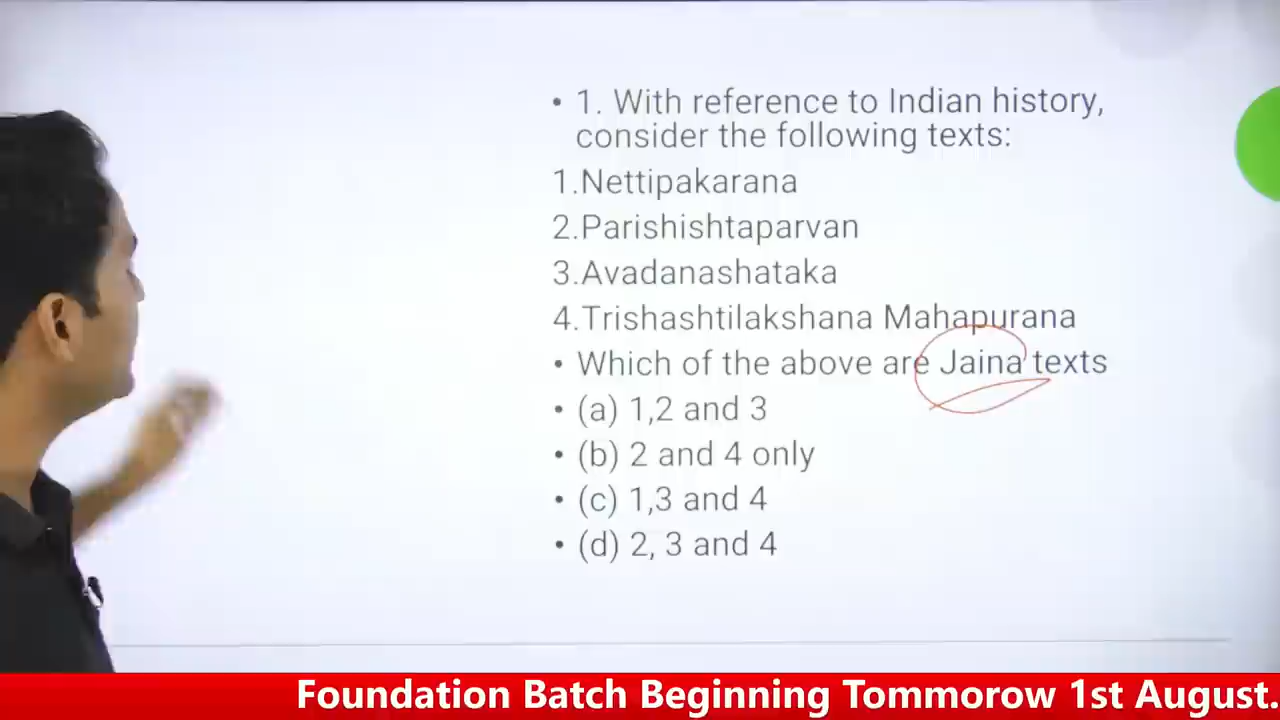 • 1. With reference to Indian history,
consider the following texts:
1.Nettipakarana
2.Parishishtaparvan
3.Avadanashataka
4.Trishashtilakshana Mahapurana
• Which of the above are Jaina texts
• (a) 1,2 and 3
• (b) 2 and 4 only
• (c) 1,3 and 4
• (d) 2, 3 and 4
Foundation Batch Beginning Tommorow 1st August.